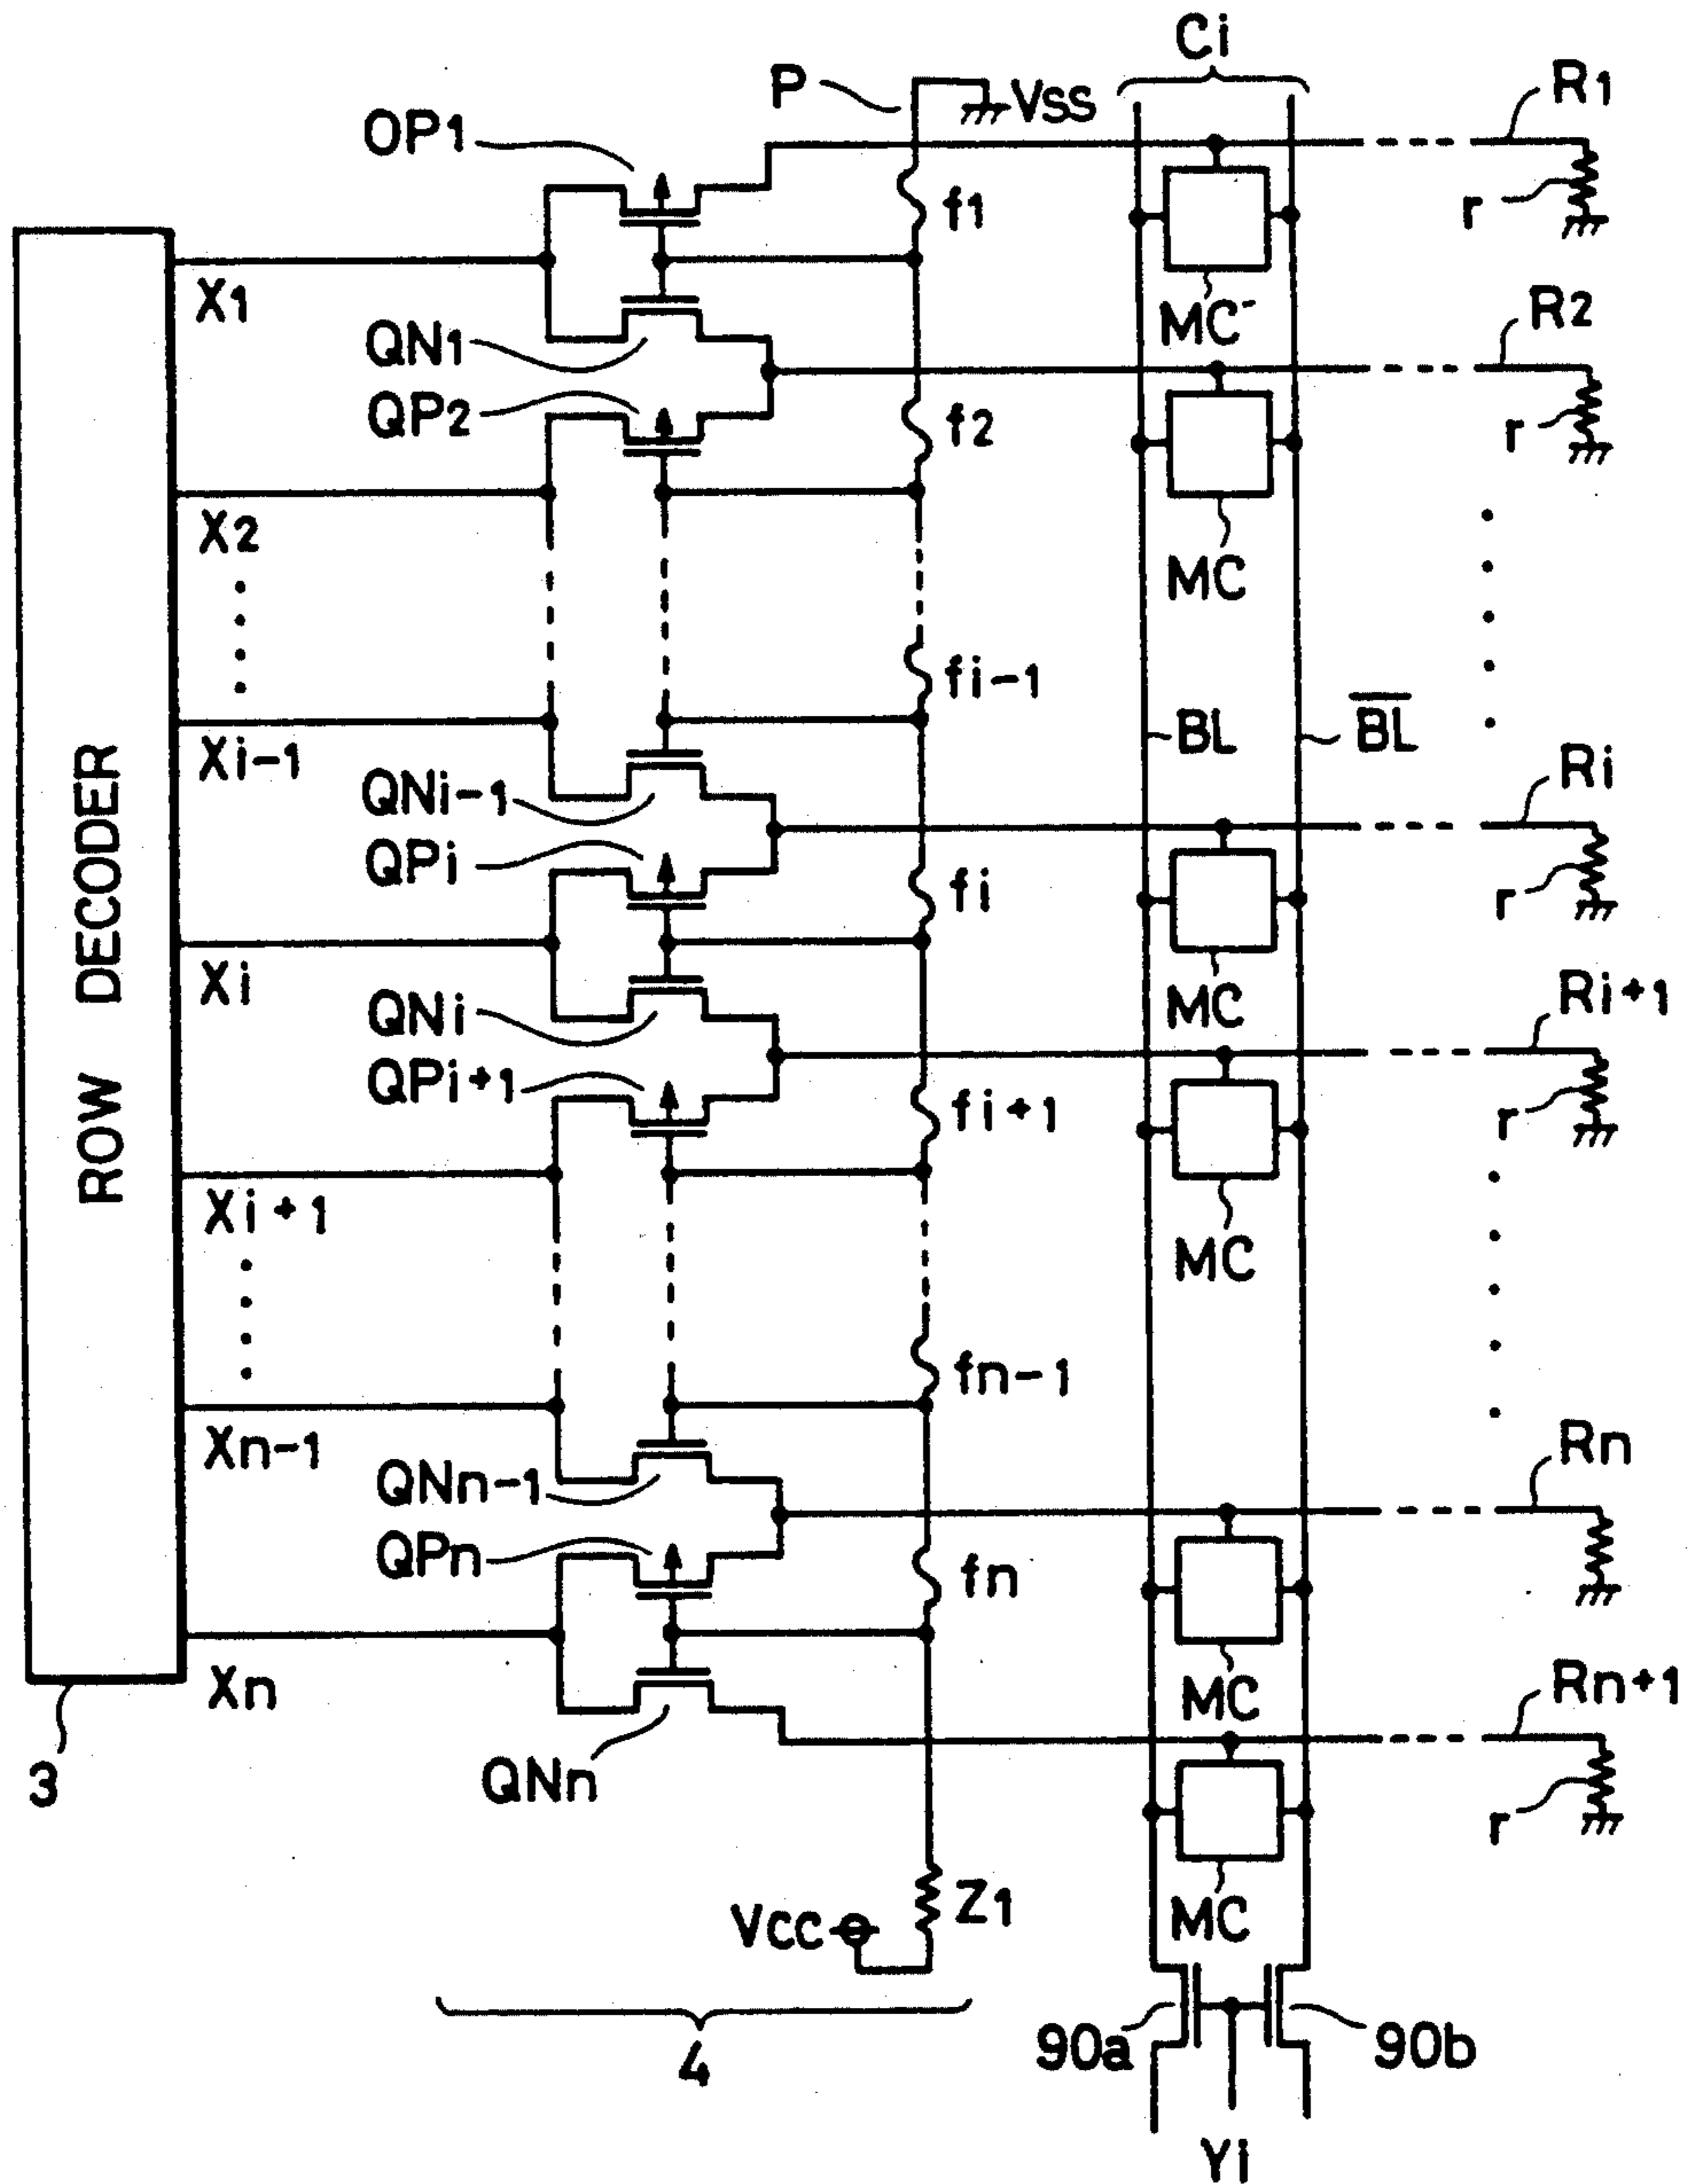 Ci
P
VSS
R1
OP1
f1
r
X1
MC
R2
QN1
QP2
f2
r
X2
MC
fi-1
Xi-1
BL
BL
Ri
QNi-1
QPi
fi
r
ROW DECODER
Xi
MC
Ri+1
QNi
QPi+1
fi+1
r
Xi+1
MC
fn-1
Xn-1
Rn
QNn-1
QPn
fn
Xn
MC
Rn+1
3
QNn
r
Z1
VCC
MC
90a
90b
4
Yi